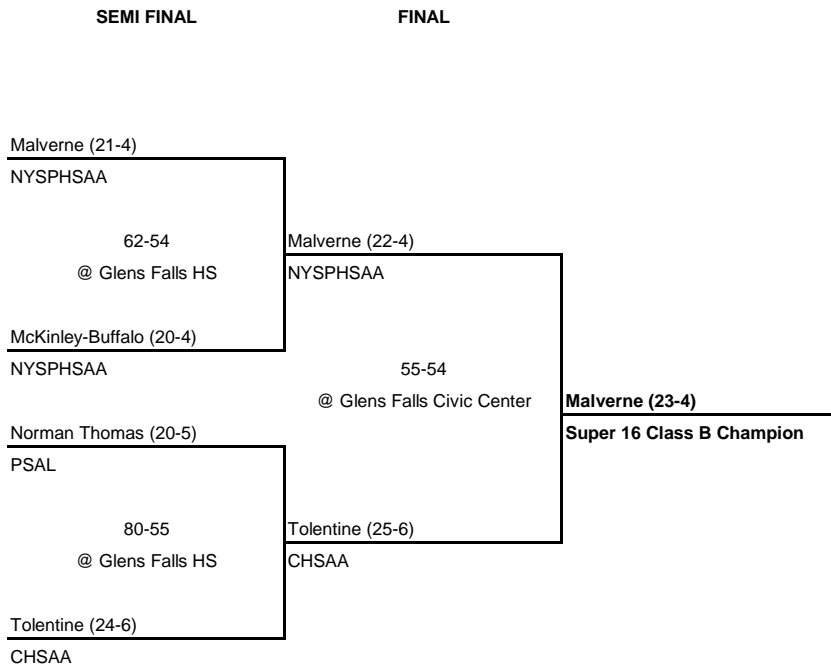 SEMI FINAL
FINAL
Malverne (21-4)
NYSPHSAA
62-54
@ Glens Falls HS
Malverne (22-4)
NYSPHSAA
McKinley-Buffalo (20-4)
NYSPHSAA
55-54
@ Glens Falls Civic Center
Malverne (23-4)
Super 16 Class B Champion
Norman Thomas (20-5)
PSAL
80-55
@ Glens Falls HS
Tolentine (25-6)
CHSAA
Tolentine (24-6)
CHSAA